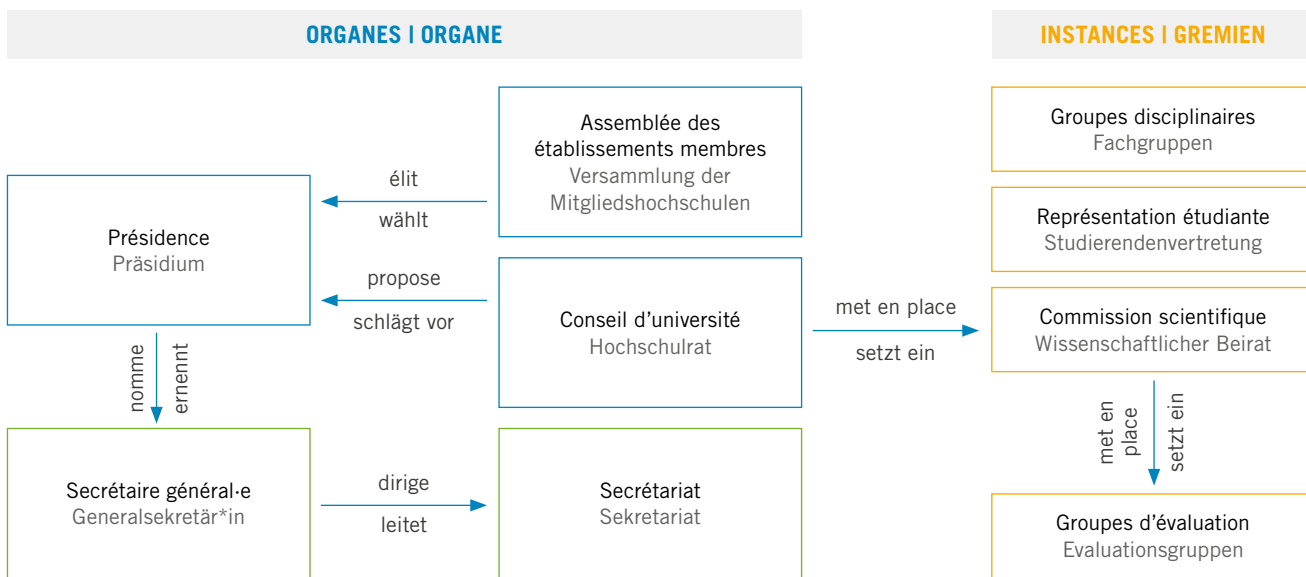 ORGANES I ORGANE
INSTANCES I GREMIEN
Assemblée des
établissements membres
Versammlung der
Mitgliedshochschulen
élit
wählt
Présidence
Präsidium
propose
schlägt vor
Conseil d'université
Hochschulrat
met en place
setzt ein
Groupes disciplinaires
Fachgruppen
Représentation étudiante
Studierendenvertretung
Commission scientifique
Wissenschaftlicher Beirat
nomme
ernennt
met en
place
setzt ein
Secrétaire général·e
Generalsekretär*in
dirige
leitet
Secrétariat
Sekretariat
Groupes d'évaluation
Evaluationsgruppen